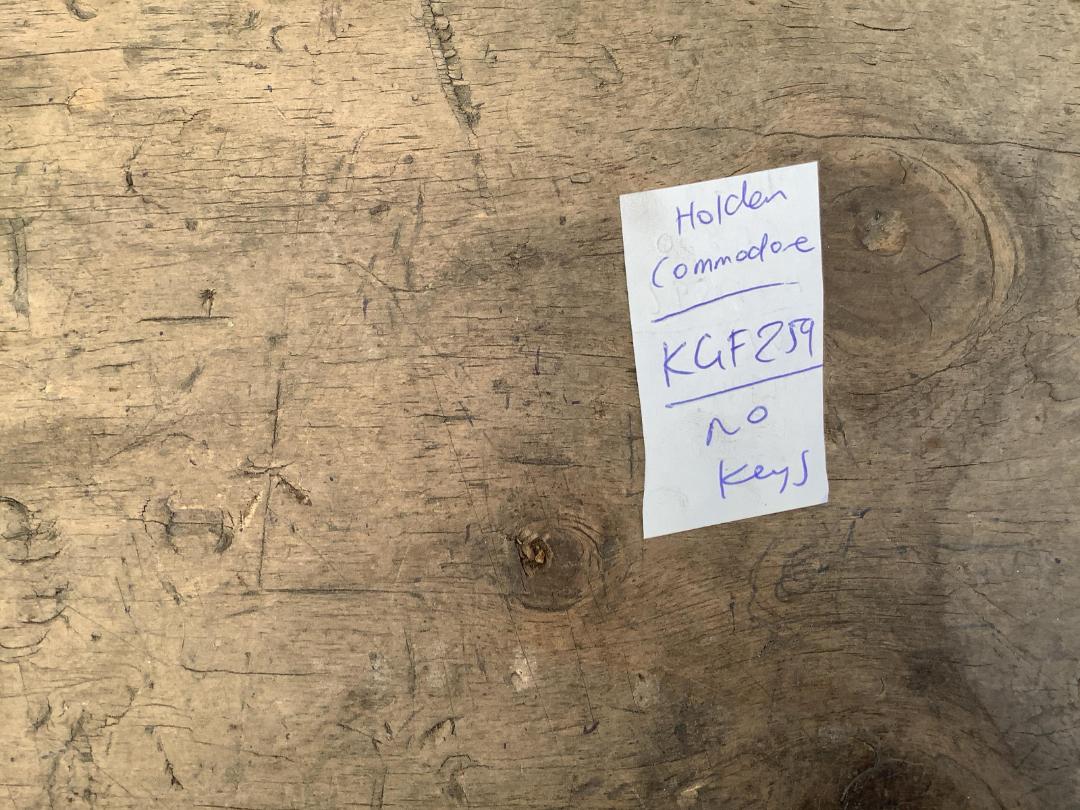 Holden
Commodore
KGF259
no
keys